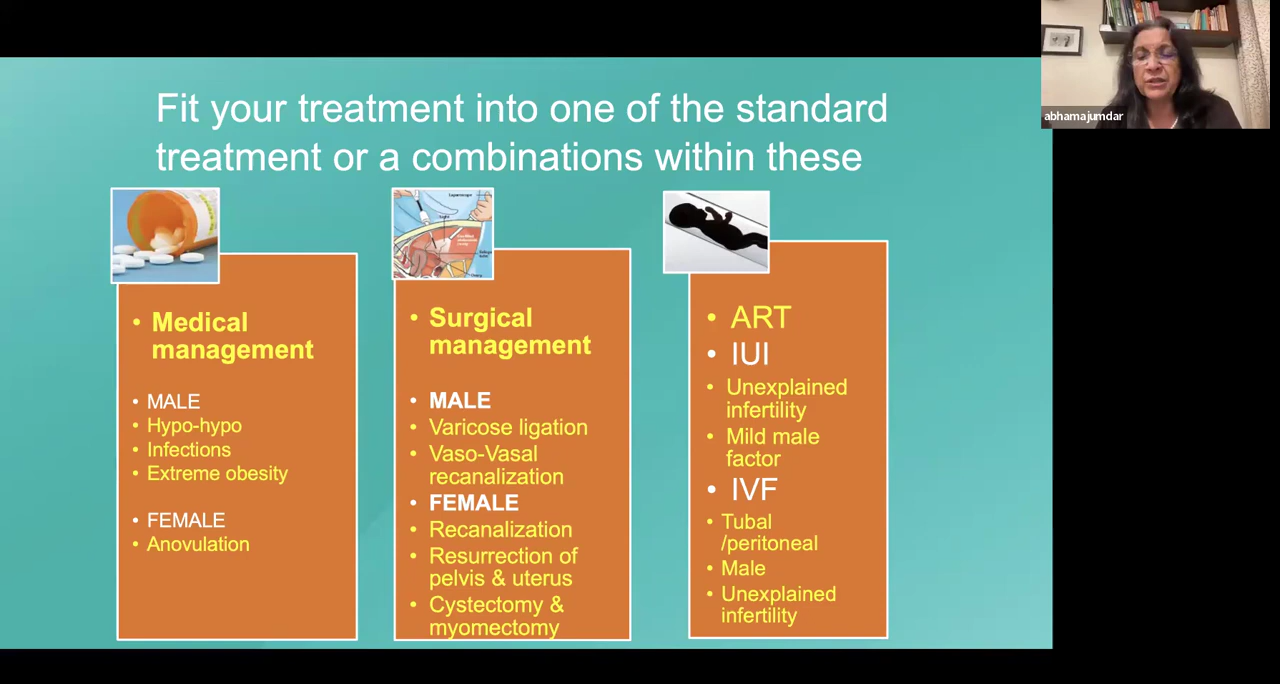 Fit your treatment into one of the standard
treatment or a combinations within these
abhamajumdar
• Medical
management
• MALE
• Hypo-hypo
• Infections
• Extreme obesity
• FEMALE
• Anovulation
• Surgical
management
• MALE
• Varicose ligation
• Vaso-Vasal
recanalization
• FEMALE
• Recanalization
• Resurrection of
pelvis & uterus
• Cystectomy &
myomectomy
• ART
• IUI
• Unexplained
infertility
• Mild male
factor
• IVF
• Tubal
/peritoneal
• Male
• Unexplained
infertility